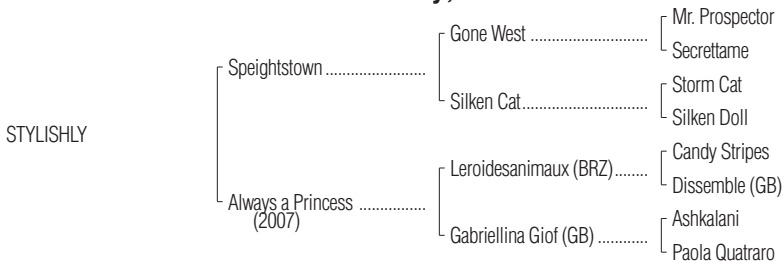 Mr. Prospector
Gone West ................................
Secrettame
Speightstown ...........................
Storm Cat
Silken Cat..................................
Silken Doll
STYLISHLY
Candy Stripes
Leroidesanimaux (BRZ).........
Dissemble (GB)
Always a Princess ..................
(2007)
Ashkalani
Gabriellina Giof (GB) .............
Paola Quatraro